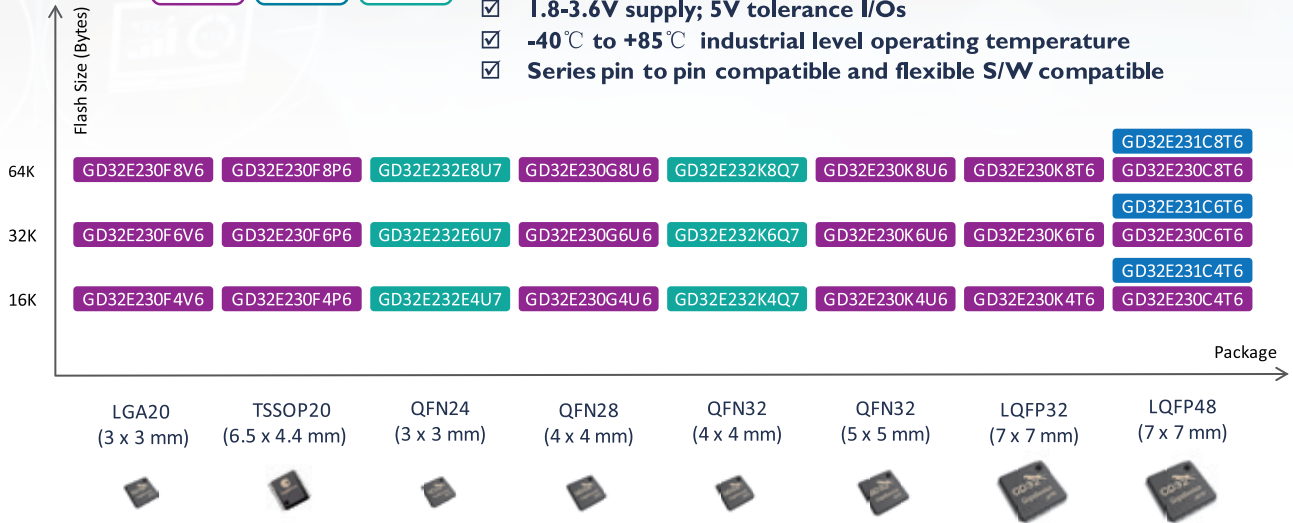 1.8-3.6V supply; 5V tolerance I/Os
-40℃ to +85℃ industrial level operating temperature
Series pin to pin compatible and flexible S/W compatible
Flash Size (Bytes)
GD32E231C8T6
64K GD32E230F8V6 GD32E230F8P6 GD32E232E8U7 GD32E230G8U6 GD32E232K8Q7 GD32E230K8U6 GD32E230K8T6 GD32E230C8T6
GD32E231C6T6
32K GD32E230F6V6 GD32E230F6P6 GD32E232E6U7 GD32E230G6U6 GD32E232K6Q7 GD32E230K6U6 GD32E230K6T6 GD32E230C6T6
GD32E231C4T6
16K GD32E230F4V6 GD32E230F4P6 GD32E232E4U7 GD32E230G4U6 GD32E232K4Q7 GD32E230K4U6 GD32E230K4T6 GD32E230C4T6
Package
LGA20 TSSOP20 QFN24 QFN28 QFN32 QFN32 LQFP32 LQFP48
(3 x 3 mm) (6.5 x 4.4 mm) (3 x 3 mm) (4 x 4 mm) (4 x 4 mm) (5 x 5 mm) (7 x 7 mm) (7 x 7 mm)
GD32 GD32